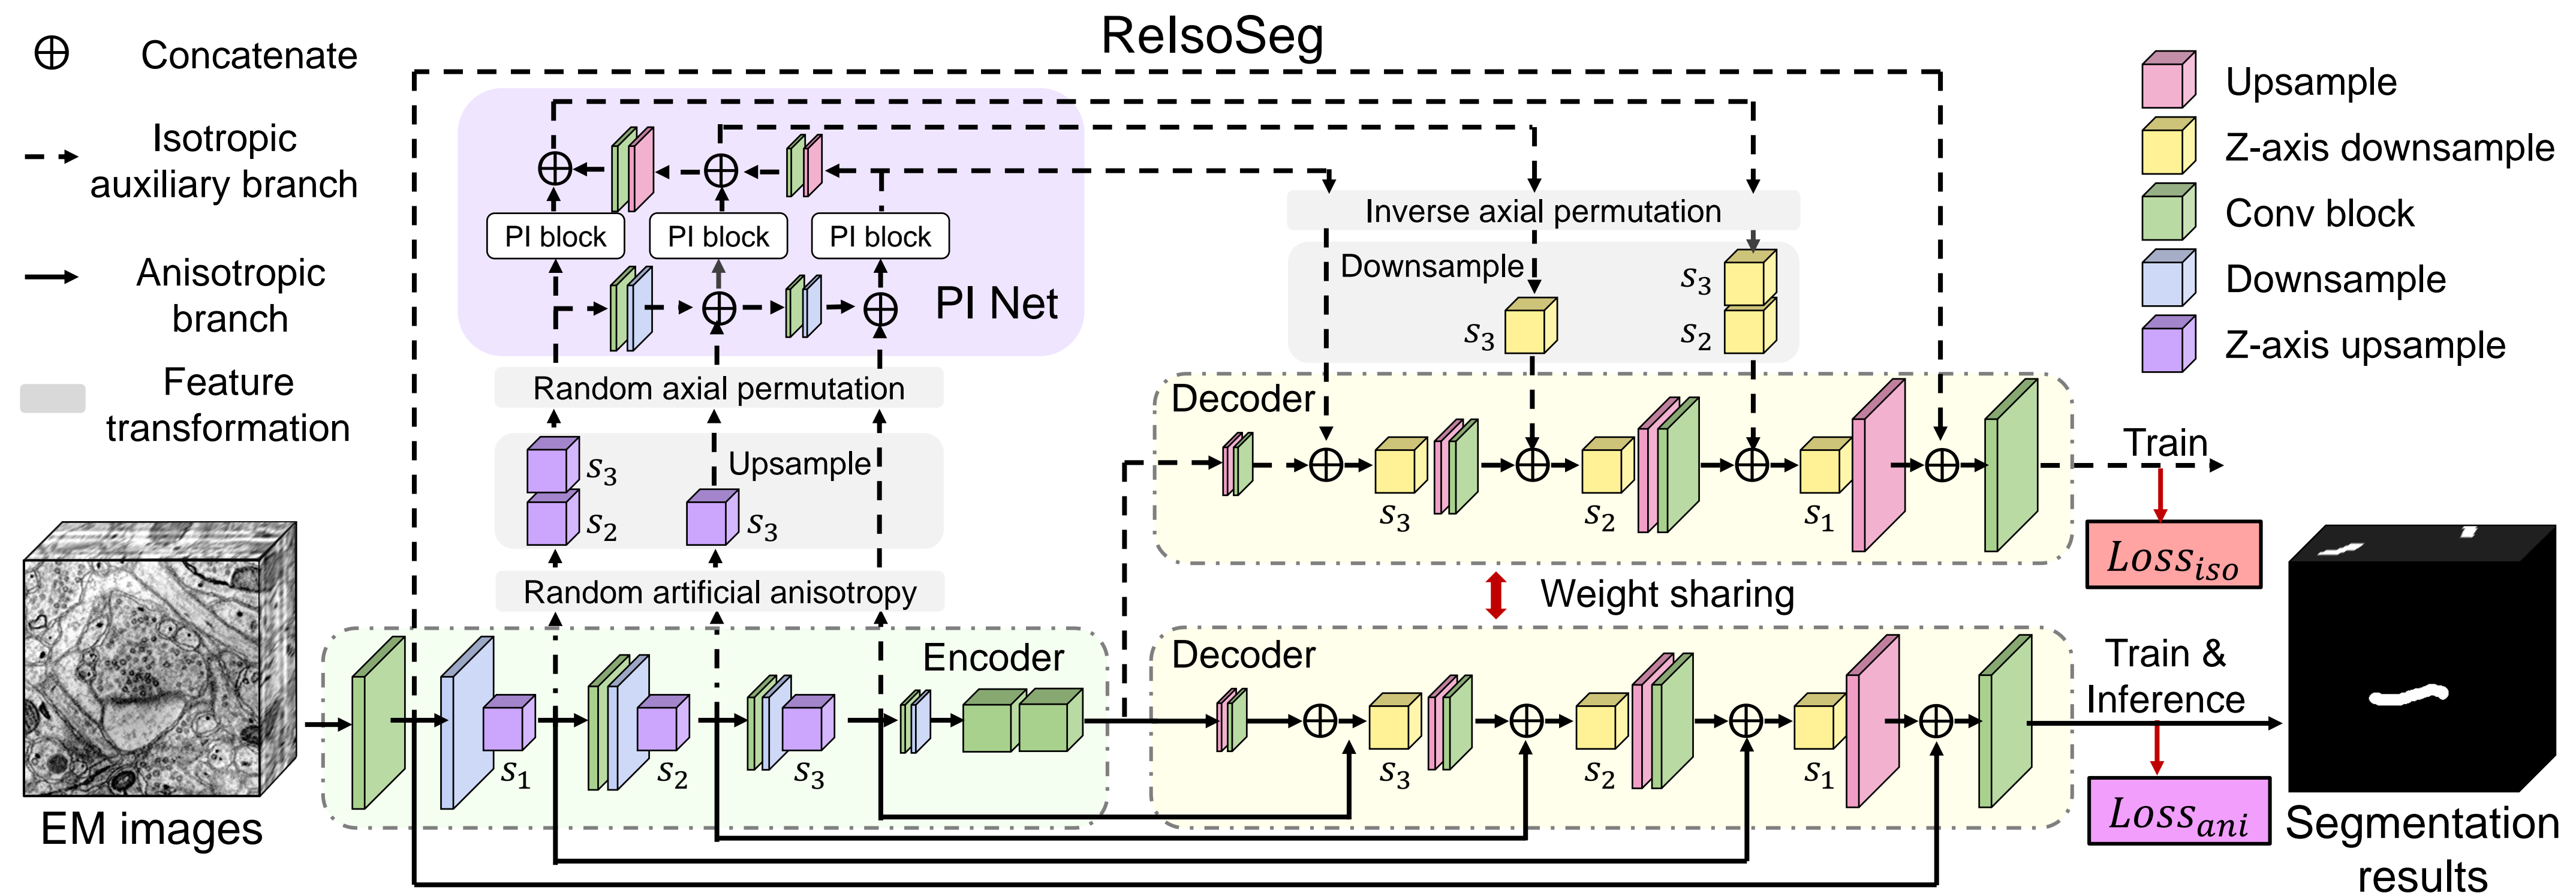 ReIsoSeg
Concatenate
Isotropic
auxiliary branch
Anisotropic
branch
Feature
transformation
Upsample
Z-axis downsample
Conv block
Downsample
Z-axis upsample
PI block
PI block
PI block
PI Net
Random axial permutation
s3
s2
Upsample
s3
Random artificial anisotropy
Inverse axial permutation
Downsample
s3
s3
s2
Decoder
s3
s2
s1
Train
Loss_iso
Weight sharing
EM images
Encoder
s1
s2
s3
Decoder
s3
s2
s1
Train &
Inference
Loss_ani
Segmentation
results